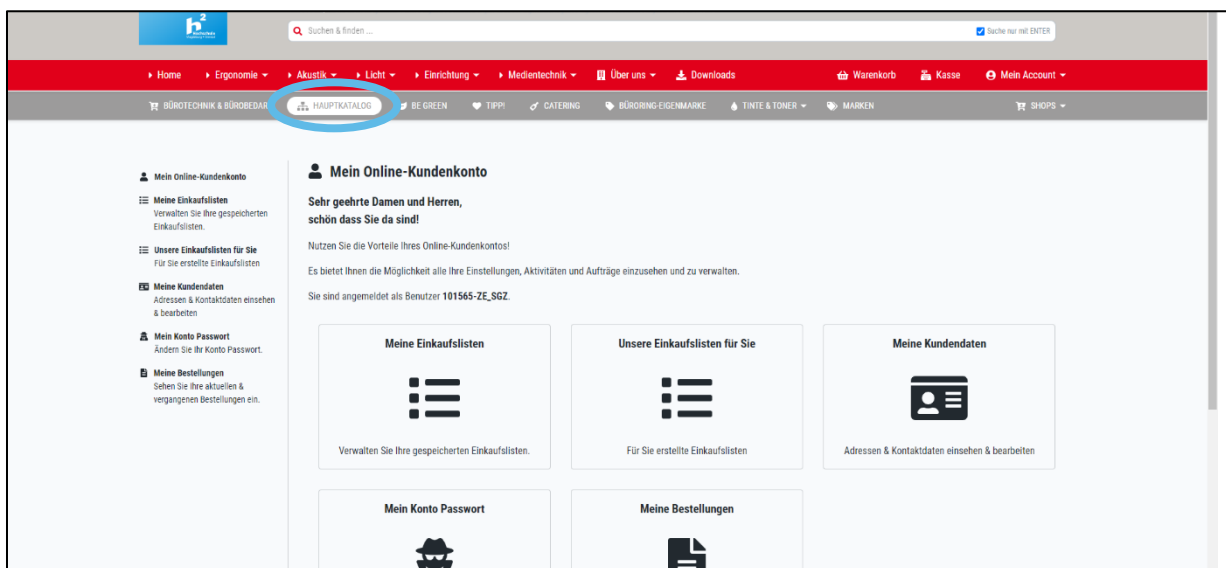 h²
Hochschule
Suchen & finden ...
Suche nur mit ENTER
Home Ergonomie Akustik Licht Einrichtung Medientechnik Über uns Downloads Warenkorb Kasse Mein Account
BÜROTECHNIK & BÜROBEDARF HAUPTKATALOG BE GREEN TIPP! CATERING BÜRORING-EIGENMARKE TINTE & TONER MARKEN SHOPS
Mein Online-Kundenkonto
Meine Einkaufslisten
Verwalten Sie Ihre gespeicherten
Einkaufslisten.
Unsere Einkaufslisten für Sie
Für Sie erstellte Einkaufslisten
Meine Kundendaten
Adressen & Kontaktdaten einsehen
& bearbeiten
Mein Konto Passwort
Ändern Sie Ihr Konto Passwort.
Meine Bestellungen
Sehen Sie Ihre aktuellen &
vergangenen Bestellungen ein.
Mein Online-Kundenkonto
Sehr geehrte Damen und Herren,
schön dass Sie da sind!
Nutzen Sie die Vorteile Ihres Online-Kundenkontos!
Es bietet Ihnen die Möglichkeit alle Ihre Einstellungen, Aktivitäten und Aufträge einzusehen und zu verwalten.
Sie sind angemeldet als Benutzer 101565-ZE_SGZ.
Meine Einkaufslisten
Verwalten Sie Ihre gespeicherten Einkaufslisten.
Unsere Einkaufslisten für Sie
Für Sie erstellte Einkaufslisten
Meine Kundendaten
Adressen & Kontaktdaten einsehen & bearbeiten
Mein Konto Passwort
Meine Bestellungen